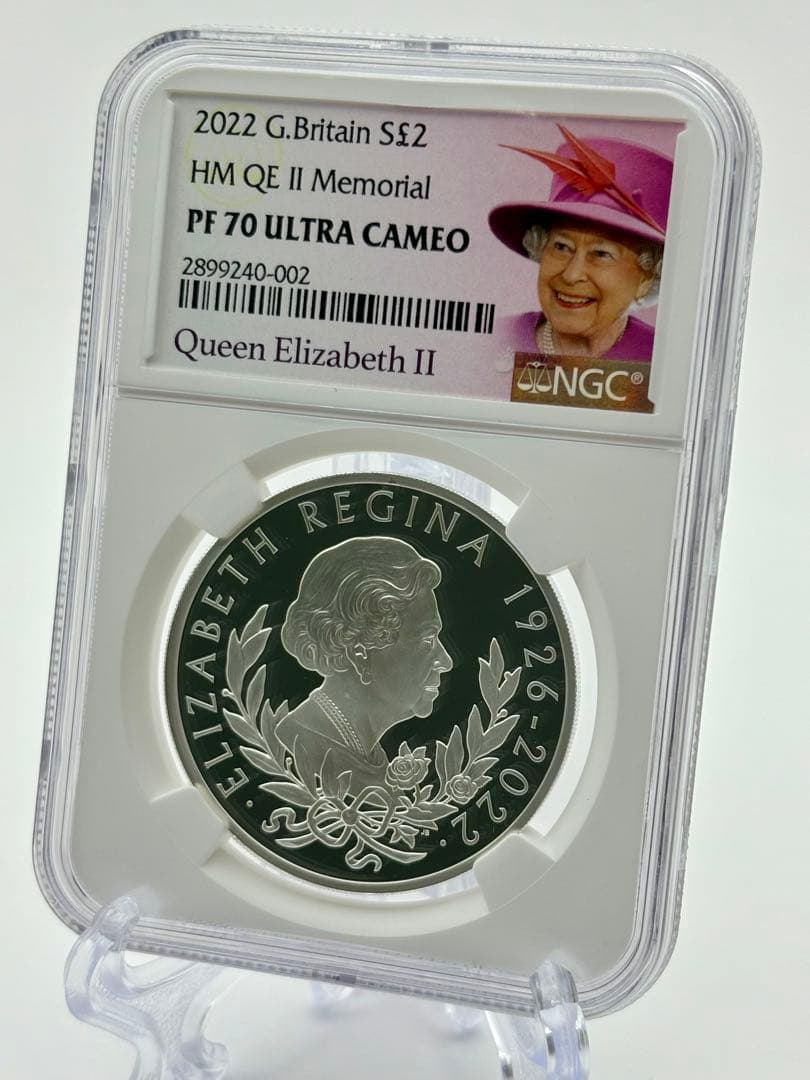 2022 G.Britain S£2
HM QE II Memorial
PF 70 ULTRA CAMEO
2899240-002
Queen Elizabeth II
NGC®
· ELIZABETH REGINA 1926-2022 ·